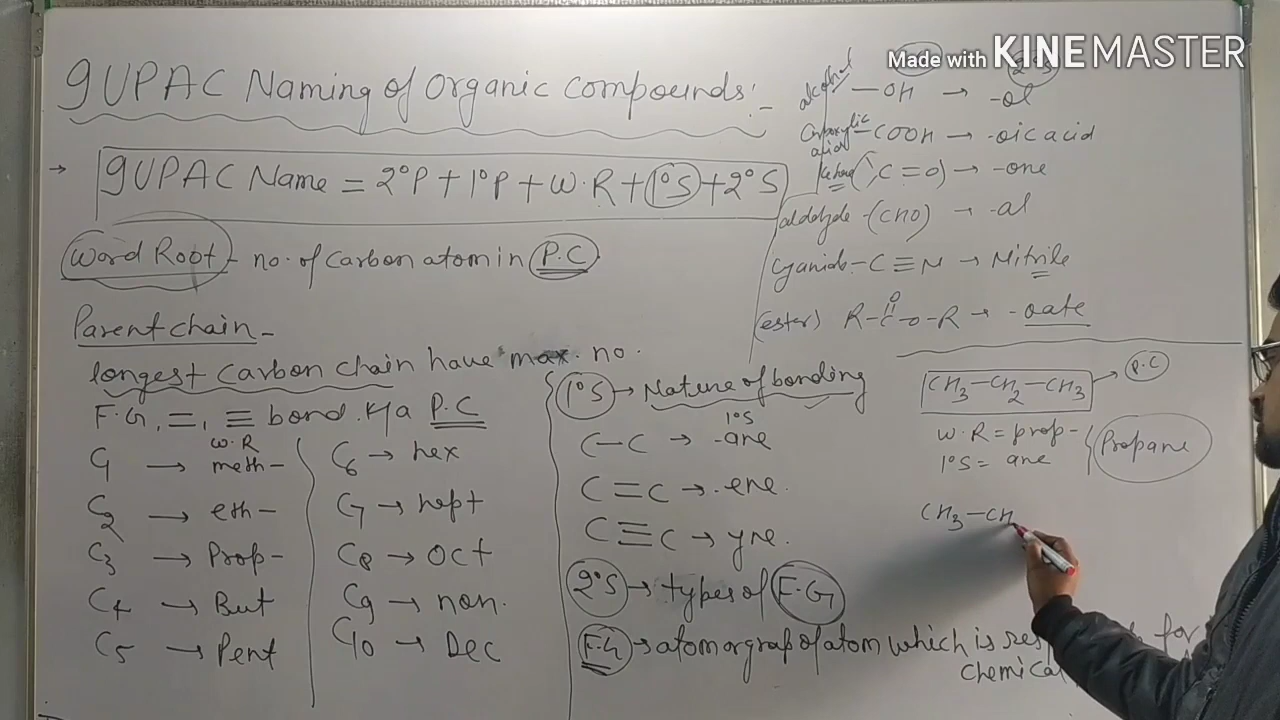 Made with KINEMASTER
IUPAC Naming of Organic Compounds:-
→ IUPAC Name = 2°P + 1°P + W.R + 1°S + 2°S
Word Root - no. of carbon atom in P.C
Parent chain -
longest carbon chain have max. no.
F.G, =, ≡ bond k/a P.C
W.R
C1 → meth-
C2 → eth-
C3 → Prop-
C4 → But
C5 → Pent
C6 → hex
C7 → hept
C8 → Oct
C9 → non.
C10 → Dec
1°S → Nature of bonding
1°S
C-C → -ane
C=C → -ene.
C≡C → yne.
2°S → types of F.G
F.G → atom or grap of atom which is for
chemical
2°S
alcohol -OH → -ol
Carboxylic acid -COOH → -oic acid
ketone (>C=O) → -one
aldehyde -(CHO) → -al
Cyanide -C≡N → Nitrile
(ester) R-C(=O)-O-R → -oate
CH3-CH2-CH3 → P.C
W.R = prop-
1°S = ane
Propane
CH3-CH